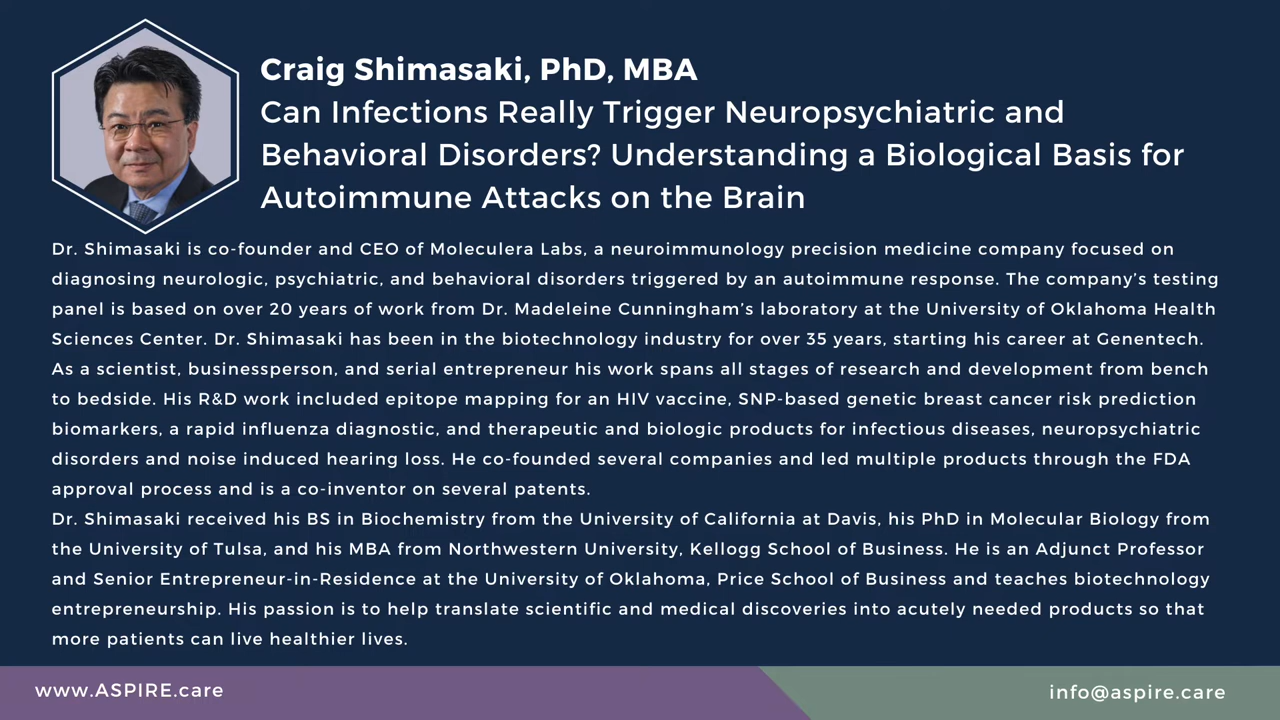 Craig Shimasaki, PhD, MBA
Can Infections Really Trigger Neuropsychiatric and
Behavioral Disorders? Understanding a Biological Basis for
Autoimmune Attacks on the Brain
Dr. Shimasaki is co-founder and CEO of Moleculera Labs, a neuroimmunology precision medicine company focused on
diagnosing neurologic, psychiatric, and behavioral disorders triggered by an autoimmune response. The company's testing
panel is based on over 20 years of work from Dr. Madeleine Cunningham's laboratory at the University of Oklahoma Health
Sciences Center. Dr. Shimasaki has been in the biotechnology industry for over 35 years, starting his career at Genentech.
As a scientist, businessperson, and serial entrepreneur his work spans all stages of research and development from bench
to bedside. His R&D work included epitope mapping for an HIV vaccine, SNP-based genetic breast cancer risk prediction
biomarkers, a rapid influenza diagnostic, and therapeutic and biologic products for infectious diseases, neuropsychiatric
disorders and noise induced hearing loss. He co-founded several companies and led multiple products through the FDA
approval process and is a co-inventor on several patents.
Dr. Shimasaki received his BS in Biochemistry from the University of California at Davis, his PhD in Molecular Biology from
the University of Tulsa, and his MBA from Northwestern University, Kellogg School of Business. He is an Adjunct Professor
and Senior Entrepreneur-in-Residence at the University of Oklahoma, Price School of Business and teaches biotechnology
entrepreneurship. His passion is to help translate scientific and medical discoveries into acutely needed products so that
more patients can live healthier lives.
www.ASPIRE.care
info@aspire.care